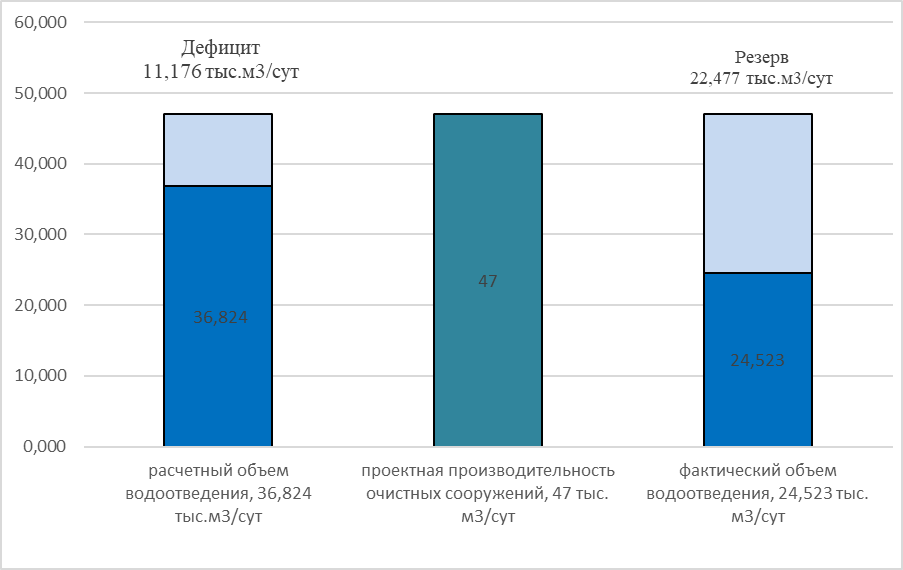 60,000
50,000
40,000
30,000
20,000
10,000
0,000
Дефицит
11,176 тыс.м3/сут
Резерв
22,477 тыс.м3/сут
36,824
47
24,523
расчетный объем
водоотведения, 36,824
тыс.м3/сут
проектная производительность
очистных сооружений, 47 тыс.
м3/сут
фактический объем
водоотведения, 24,523 тыс.
м3/сут